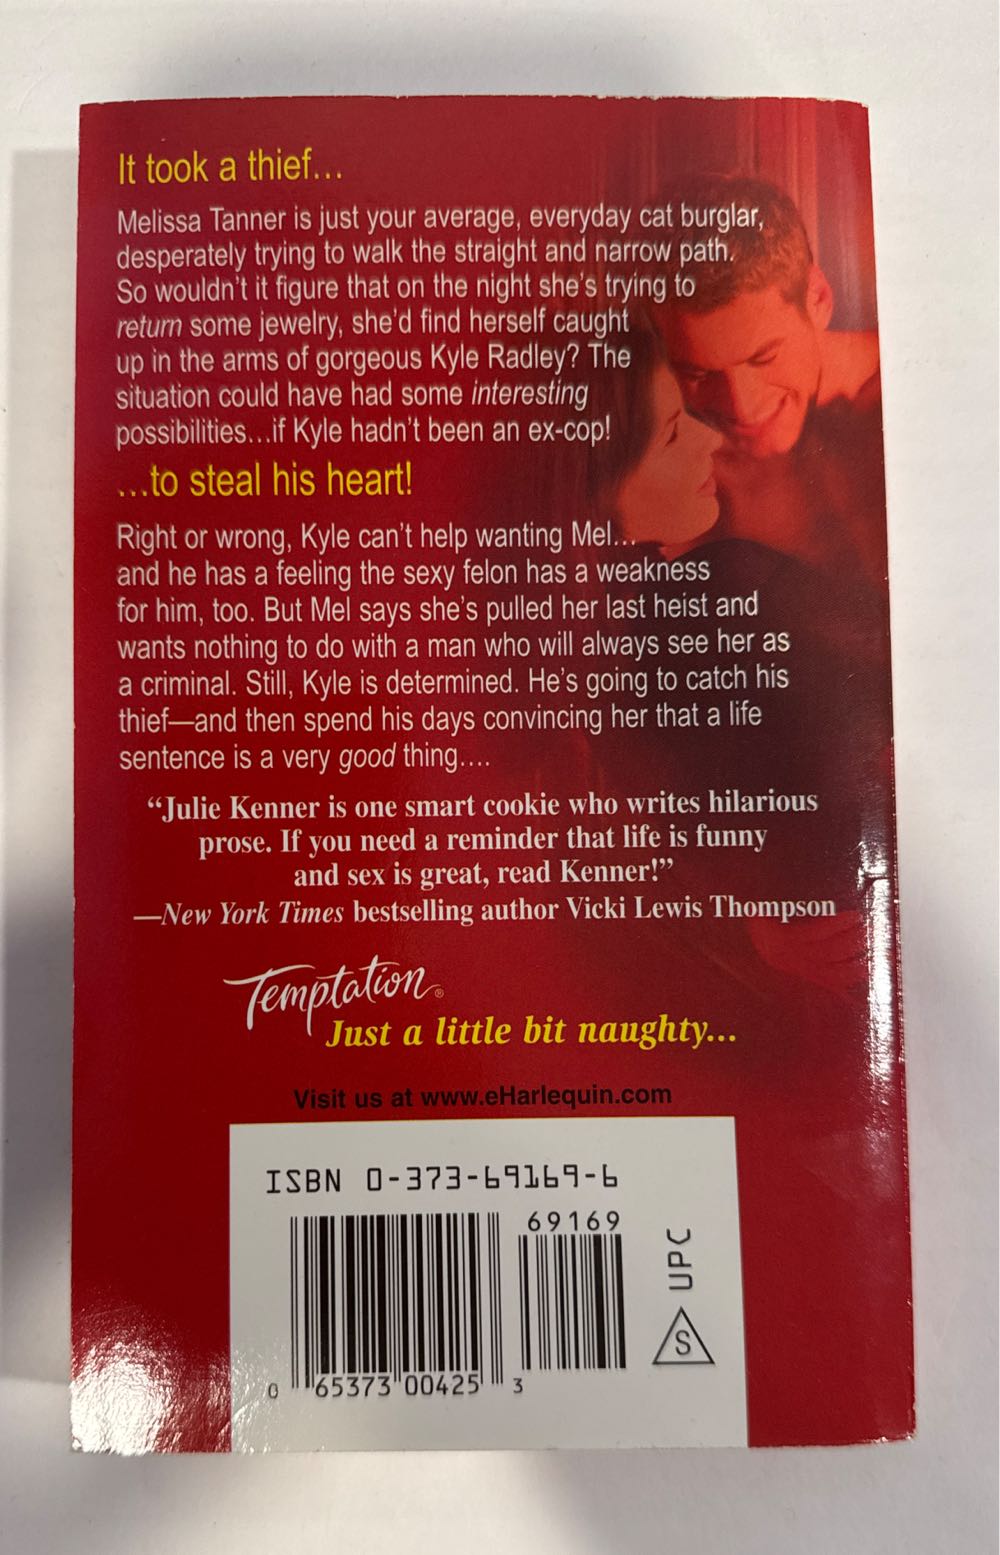 It took a thief...
Melissa Tanner is just your average, everyday cat burglar,
desperately trying to walk the straight and narrow path.
So wouldn't it figure that on the night she's trying to
return some jewelry, she'd find herself caught
up in the arms of gorgeous Kyle Radley? The
situation could have had some interesting
possibilities...if Kyle hadn't been an ex-cop!
...to steal his heart!
Right or wrong, Kyle can't help wanting Mel...
and he has a feeling the sexy felon has a weakness
for him, too. But Mel says she's pulled her last heist and
wants nothing to do with a man who will always see her as
a criminal. Still, Kyle is determined. He's going to catch his
thief—and then spend his days convincing her that a life
sentence is a very good thing....
“Julie Kenner is one smart cookie who writes hilarious
prose. If you need a reminder that life is funny
and sex is great, read Kenner!”
—New York Times bestselling author Vicki Lewis Thompson
Temptation®
Just a little bit naughty...
Visit us at www.eHarlequin.com
ISBN 0-373-69169-6
69169
0 65373 00425 3
UPC
S